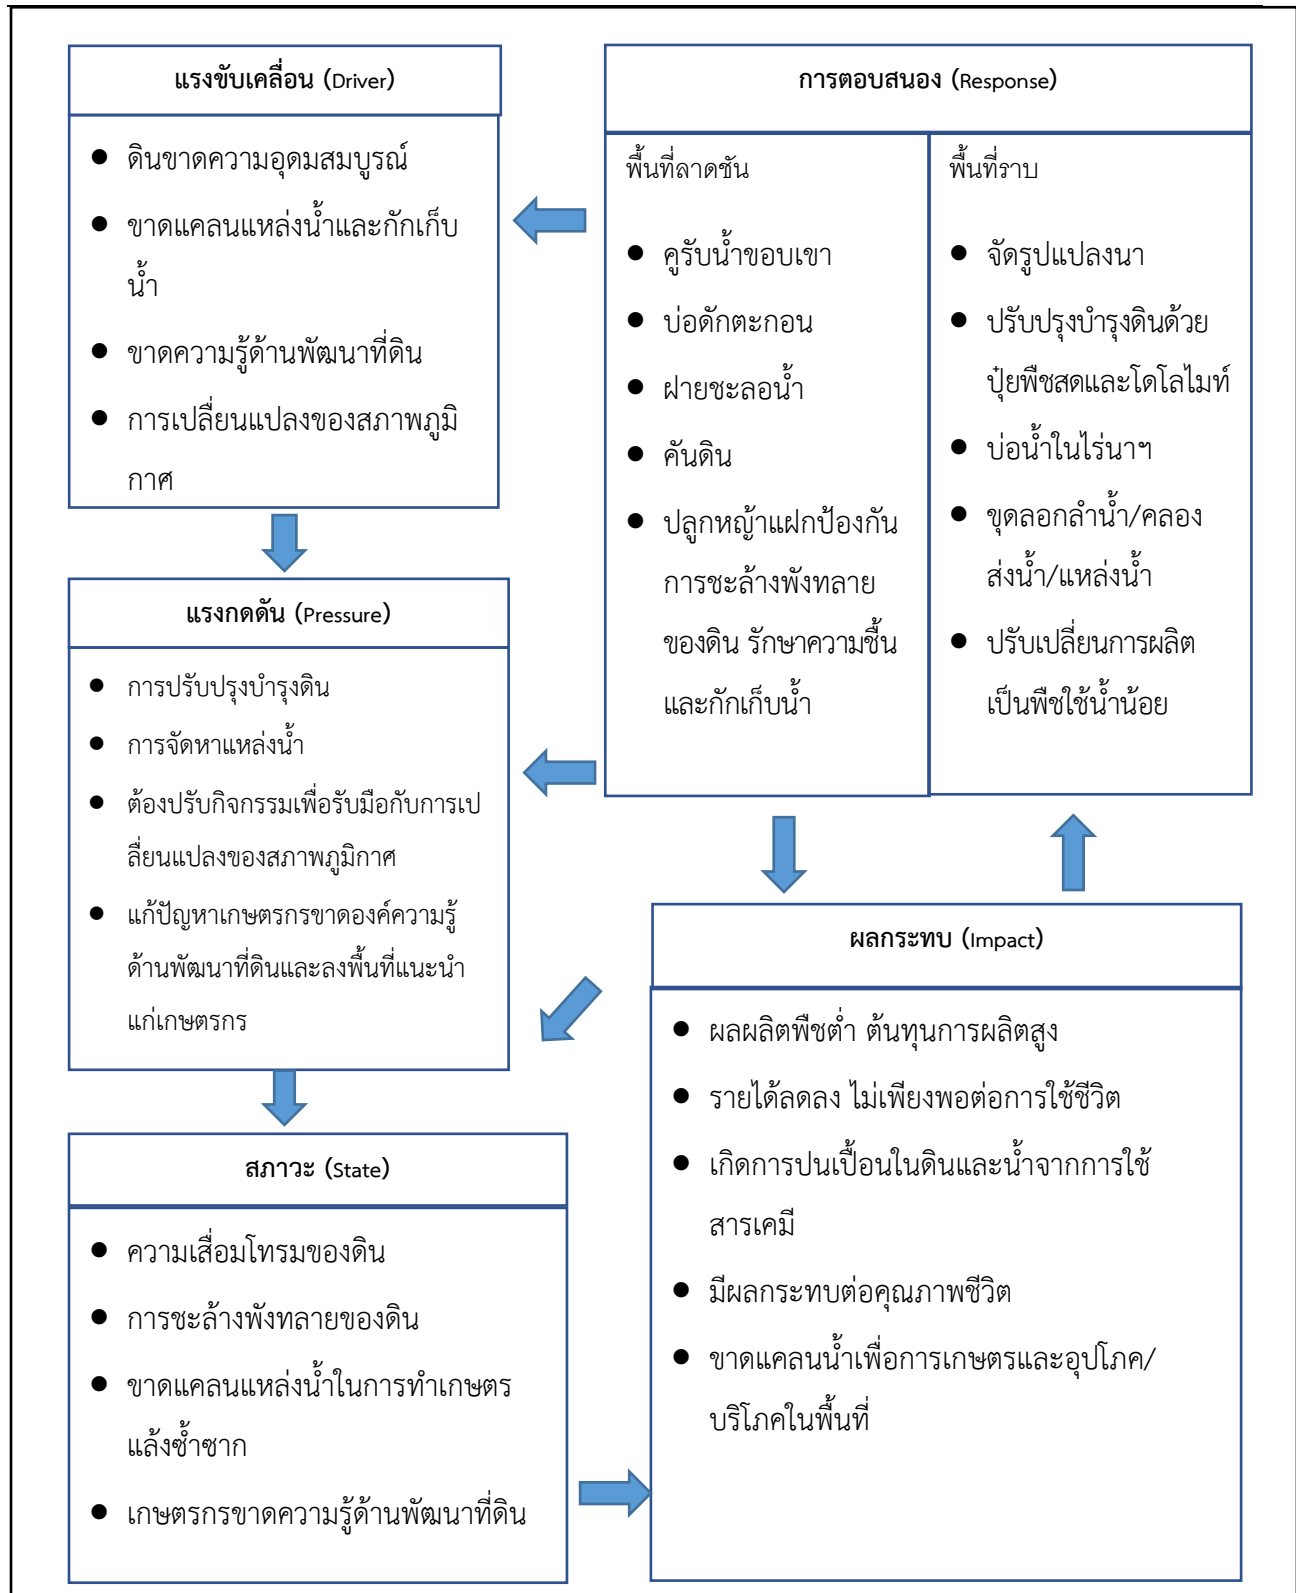 แรงขับเคลื่อน (Driver)
● ดินขาดความอุดมสมบูรณ์
● ขาดแคลนแหล่งน้ำและกักเก็บ
น้ำ
● ขาดความรู้ด้านพัฒนาที่ดิน
● การเปลี่ยนแปลงของสภาพภูมิ
กาศ
การตอบสนอง (Response)
พื้นที่ลาดชัน
● คูรับน้ำขอบเขา
● บ่อดักตะกอน
● ฝายชะลอน้ำ
● คันดิน
● ปลูกหญ้าแฝกป้องกัน
การชะล้างพังทลาย
ของดิน รักษาความชื้น
และกักเก็บน้ำ
พื้นที่ราบ
● จัดรูปแปลงนา
● ปรับปรุงบำรุงดินด้วย
ปุ๋ยพืชสดและโดโลไมท์
● บ่อน้ำในไร่นาฯ
● ขุดลอกลำน้ำ/คลอง
ส่งน้ำ/แหล่งน้ำ
● ปรับเปลี่ยนการผลิต
เป็นพืชใช้น้ำน้อย
แรงกดดัน (Pressure)
● การปรับปรุงบำรุงดิน
● การจัดหาแหล่งน้ำ
● ต้องปรับกิจกรรมเพื่อรับมือกับการเป
ลี่ยนแปลงของสภาพภูมิกาศ
● แก้ปัญหาเกษตรกรขาดองค์ความรู้
ด้านพัฒนาที่ดินและลงพื้นที่แนะนำ
แก่เกษตรกร
สภาวะ (State)
● ความเสื่อมโทรมของดิน
● การชะล้างพังทลายของดิน
● ขาดแคลนแหล่งน้ำในการทำเกษตร
แล้งซ้ำซาก
● เกษตรกรขาดความรู้ด้านพัฒนาที่ดิน
ผลกระทบ (Impact)
● ผลผลิตพืชต่ำ ต้นทุนการผลิตสูง
● รายได้ลดลง ไม่เพียงพอต่อการใช้ชีวิต
● เกิดการปนเปื้อนในดินและน้ำจากการใช้
สารเคมี
● มีผลกระทบต่อคุณภาพชีวิต
● ขาดแคลนน้ำเพื่อการเกษตรและอุปโภค/
บริโภคในพื้นที่